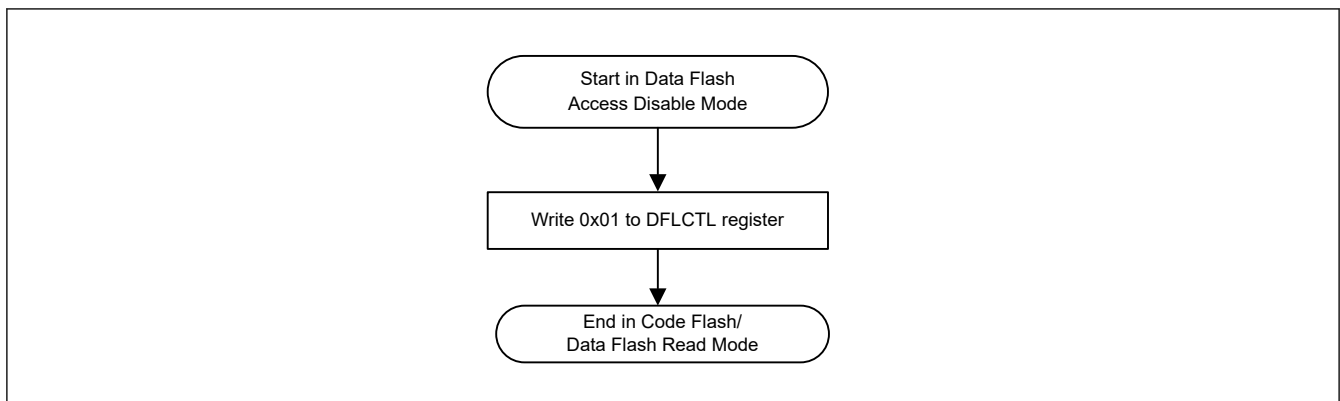 Start in Data Flash
Access Disable Mode
Write 0x01 to DFLCTL register
End in Code Flash/
Data Flash Read Mode